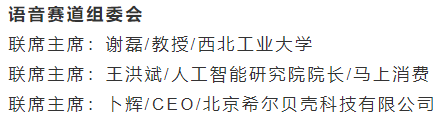 语音赛道组委会
联席主席：谢磊/教授/西北工业大学
联席主席：王洪斌/人工智能研究院院长/马上消费
联席主席：卜辉/CEO/北京希尔贝壳科技有限公司